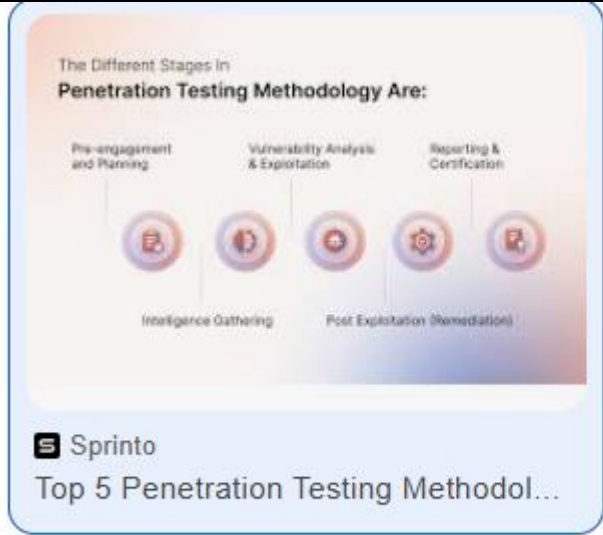 The Different Stages In
Penetration Testing Methodology Are:
Pre-engagement
and Planning
Vulnerability Analysis
& Exploitation
Reporting &
Certification
Intelligence Gathering
Post Exploitation (Remediation)
Sprinto
Top 5 Penetration Testing Methodol...